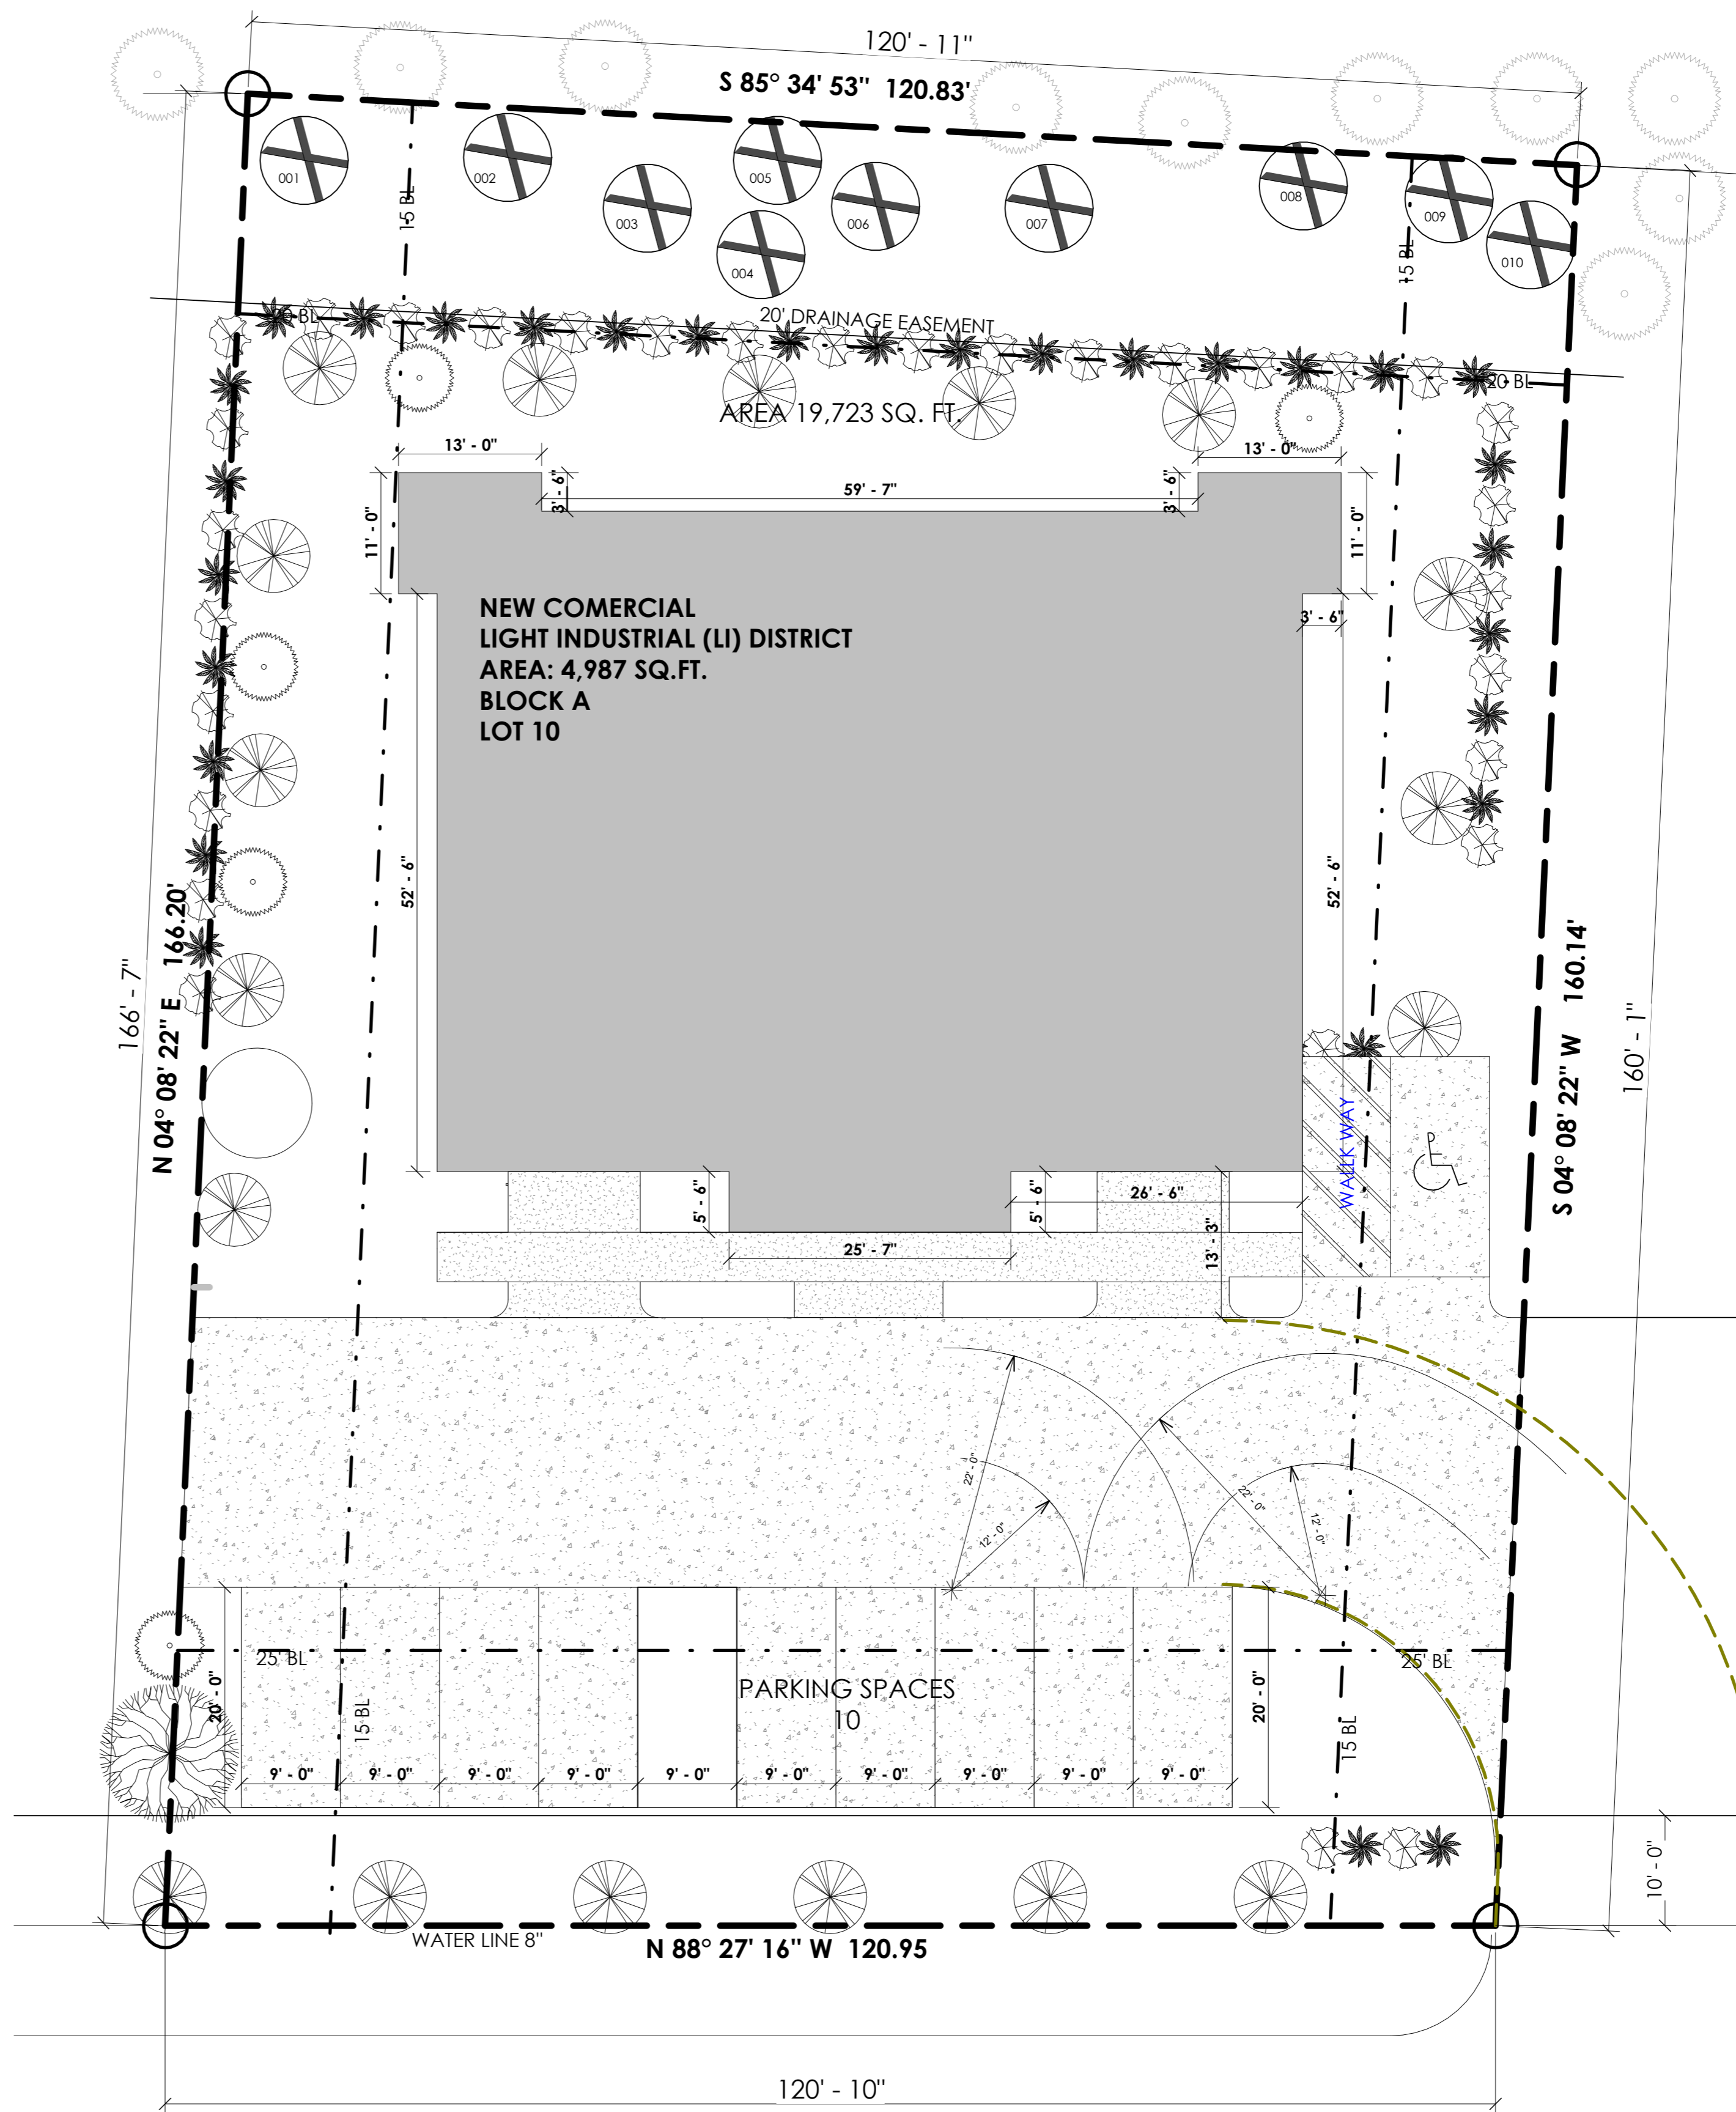 120' - 11"
S 85° 34' 53" 120.83'
001
002
003
004
005
006
007
008
009
010
15 BL
15 BL
20 BL
20' DRAINAGE EASEMENT
20 BL
AREA 19,723 SQ. FT.
13' - 0"
13' - 0"
3' - 6"
59' - 7"
3' - 6"
11' - 0"
11' - 0"
NEW COMERCIAL
LIGHT INDUSTRIAL (LI) DISTRICT
AREA: 4,987 SQ.FT.
BLOCK A
LOT 10
3' - 6"
52' - 6"
52' - 6"
166' - 7"
N 04° 08' 22" E 166.20'
S 04° 08' 22" W 160.14'
160' - 1"
WALLK WAY
5' - 6"
5' - 6"
26' - 6"
25' - 7"
13' - 3"
22' - 0"
12' - 0"
22' - 0"
12' - 0"
25' BL
25' BL
20' - 0"
15 BL
PARKING SPACES
10
20' - 0"
15 BL
9' - 0"
9' - 0"
9' - 0"
9' - 0"
9' - 0"
9' - 0"
9' - 0"
9' - 0"
9' - 0"
9' - 0"
10' - 0"
WATER LINE 8"
N 88° 27' 16" W 120.95
120' - 10"